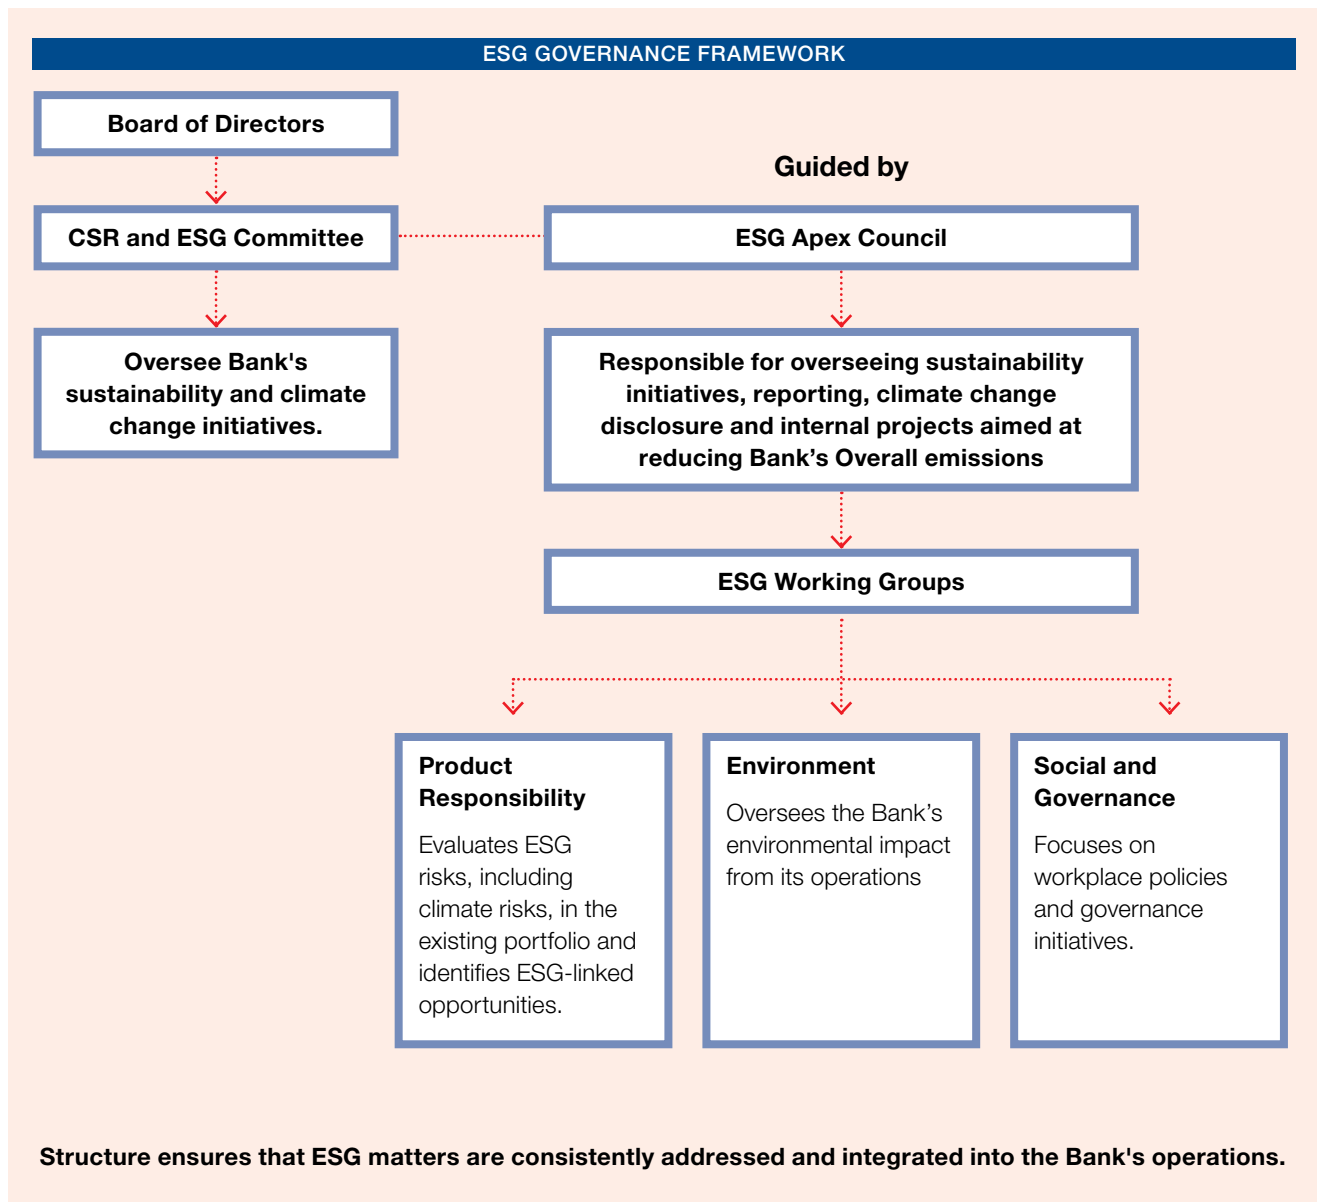 ESG GOVERNANCE FRAMEWORK
Board of Directors
Guided by
CSR and ESG Committee
ESG Apex Council
Oversee Bank's
sustainability and climate
change initiatives.
Responsible for overseeing sustainability
initiatives, reporting, climate change
disclosure and internal projects aimed at
reducing Bank’s Overall emissions
ESG Working Groups
Product
Responsibility
Evaluates ESG
risks, including
climate risks, in the
existing portfolio and
identifies ESG-linked
opportunities.
Environment
Oversees the Bank’s
environmental impact
from its operations
Social and
Governance
Focuses on
workplace policies
and governance
initiatives.
Structure ensures that ESG matters are consistently addressed and integrated into the Bank's operations.